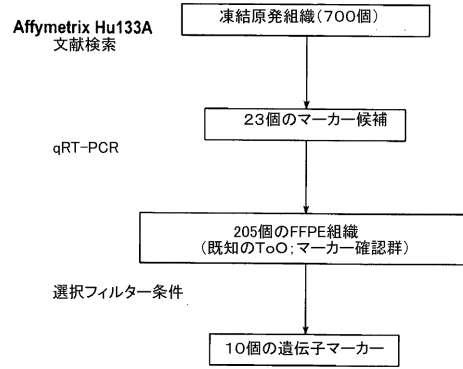 凍結原発組織（700個）
Affymetrix Hu133A
文献検索
23個のマーカー候補
qRT-PCR
205個のFFPE組織
（既知のToO；マーカー確認群）
選択フィルター条件
10個の遺伝子マーカー